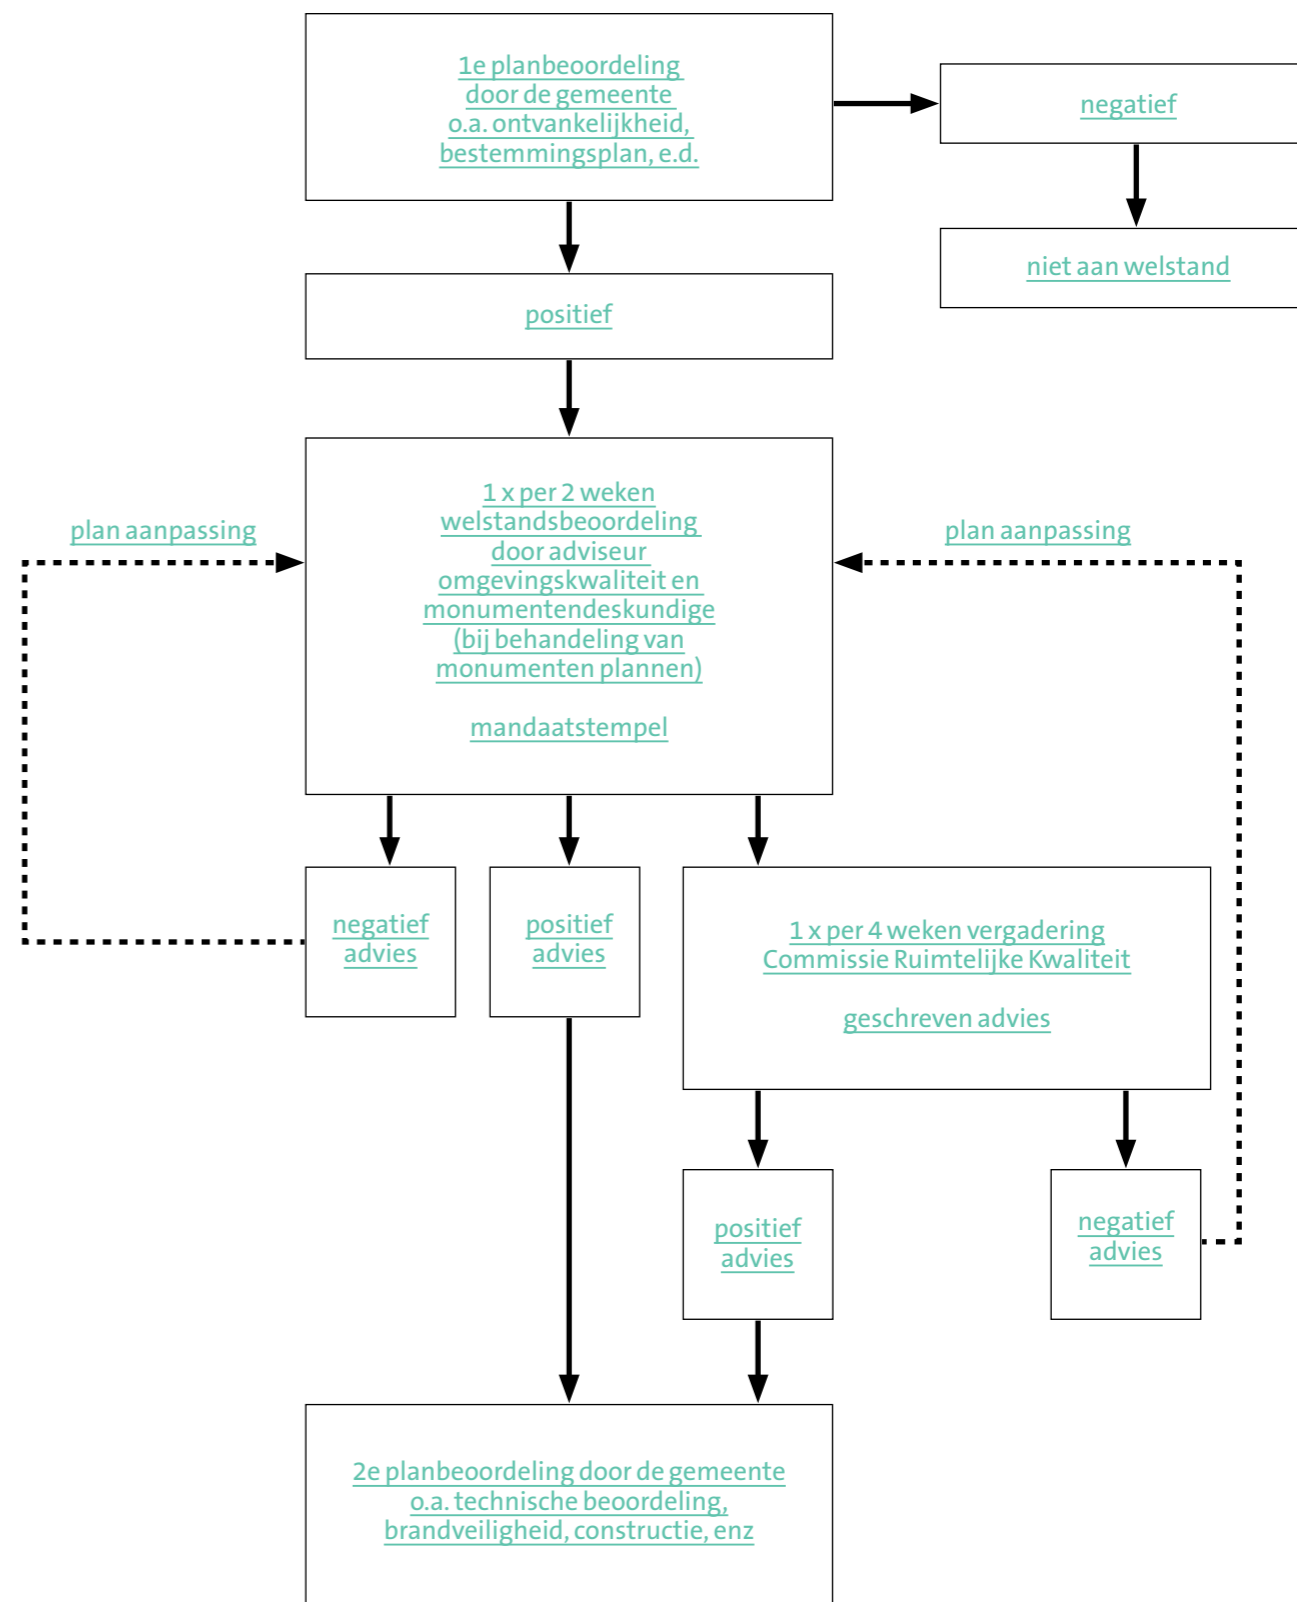 1e planbeoordeling
door de gemeente
o.a. ontvankelijkheid,
bestemmingsplan, e.d.
negatief
niet aan welstand
positief
plan aanpassing
1 x per 2 weken
welstandsbeoordeling
door adviseur
omgevingskwaliteit en
monumentendeskundige
(bij behandeling van
monumenten plannen)
mandaatstempel
plan aanpassing
negatief
advies
positief
advies
1 x per 4 weken vergadering
Commissie Ruimtelijke Kwaliteit
geschreven advies
positief
advies
negatief
advies
2e planbeoordeling door de gemeente
o.a. technische beoordeling,
brandveiligheid, constructie, enz